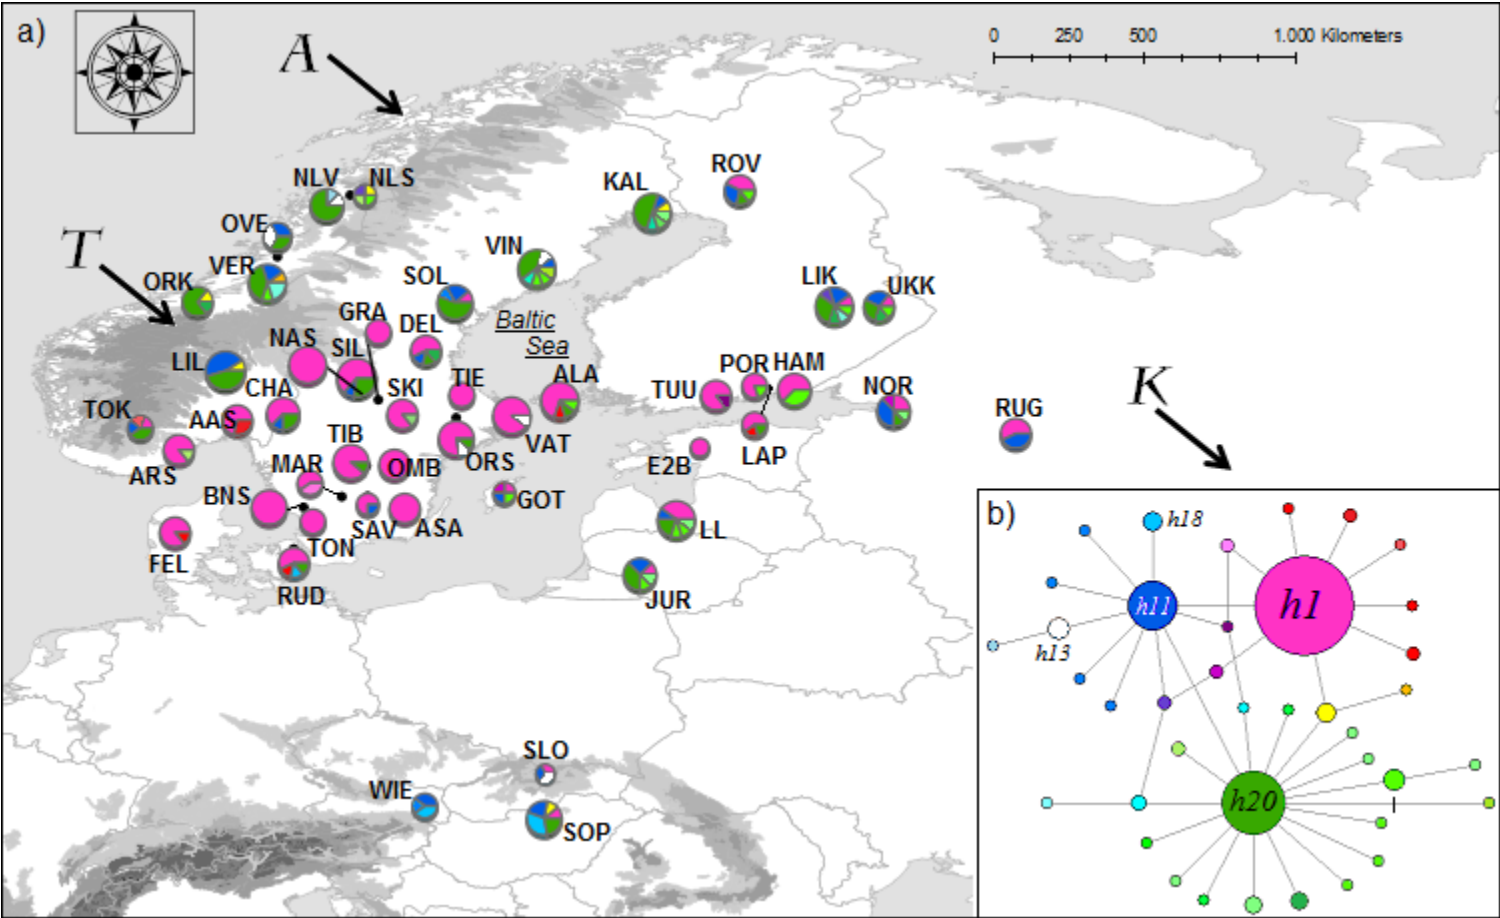 a)
A
0 250 500 1.000 Kilometers
ROV
NLV
NLS
KAL
OVE
T
VIN
VER
SOL
ORK
LIK
UKK
GRA
DEL
Baltic
Sea
NAS
SIL
LIL
POR
HAM
ALA
TIE
CHA
SKI
TUU
NOR
K
TOK
AAS
RUG
TIB
VAT
LAP
ARS
MAR
OMB
ORS
E2B
BNS
GOT
SAV
ASA
LL
TON
FEL
RUD
JUR
SLO
WIE
SOP
b)
h18
h11
h1
h13
h20